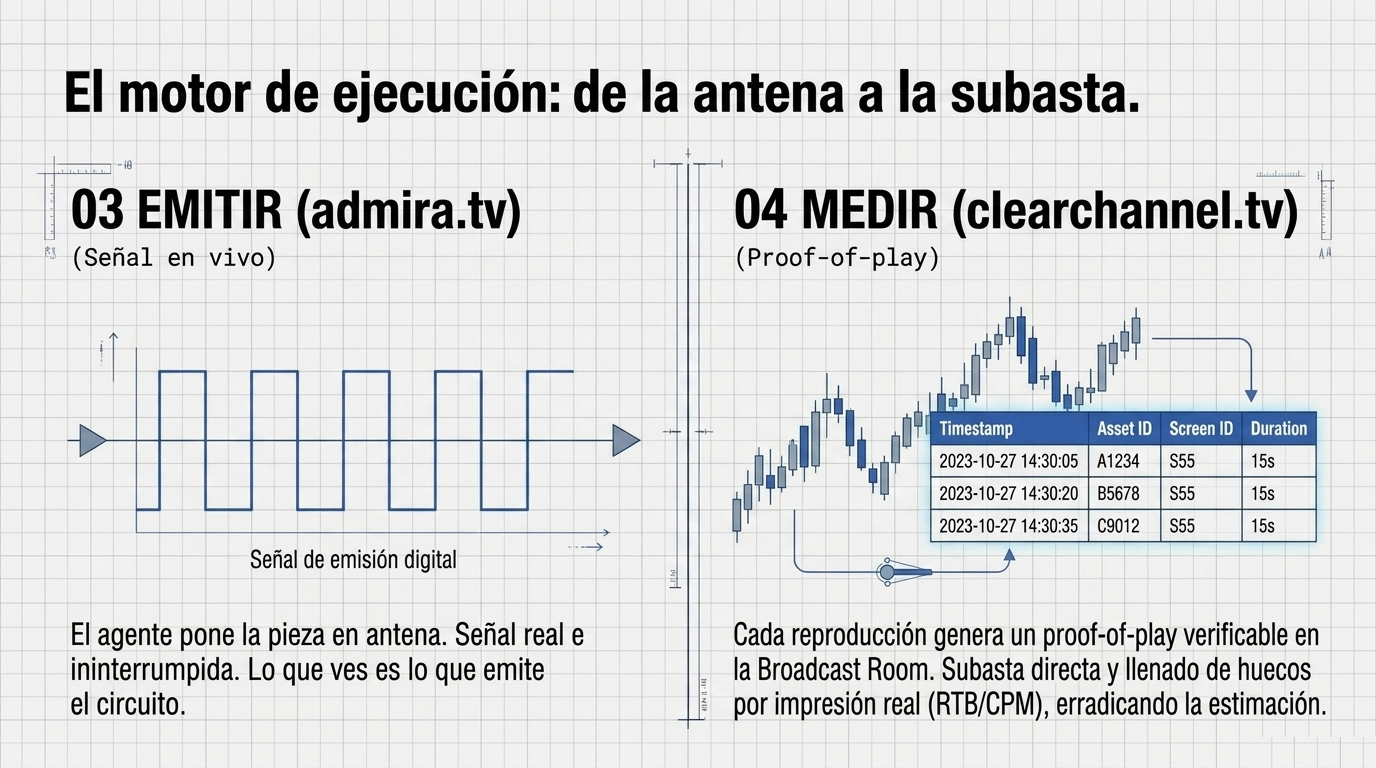 El motor de ejecución: de la antena a la subasta.
03 EMITIR (admira.tv)
(Señal en vivo)
Señal de emisión digital
El agente pone la pieza en antena. Señal real e
ininterrumpida. Lo que ves es lo que emite
el circuito.
04 MEDIR (clearchannel.tv)
(Proof-of-play)
Timestamp Asset ID Screen ID Duration
2023-10-27 14:30:05 A1234 S55 15s
2023-10-27 14:30:20 B5678 S55 15s
2023-10-27 14:30:35 C9012 S55 15s
Cada reproducción genera un proof-of-play verificable en
la Broadcast Room. Subasta directa y llenado de huecos
por impresión real (RTB/CPM), erradicando la estimación.